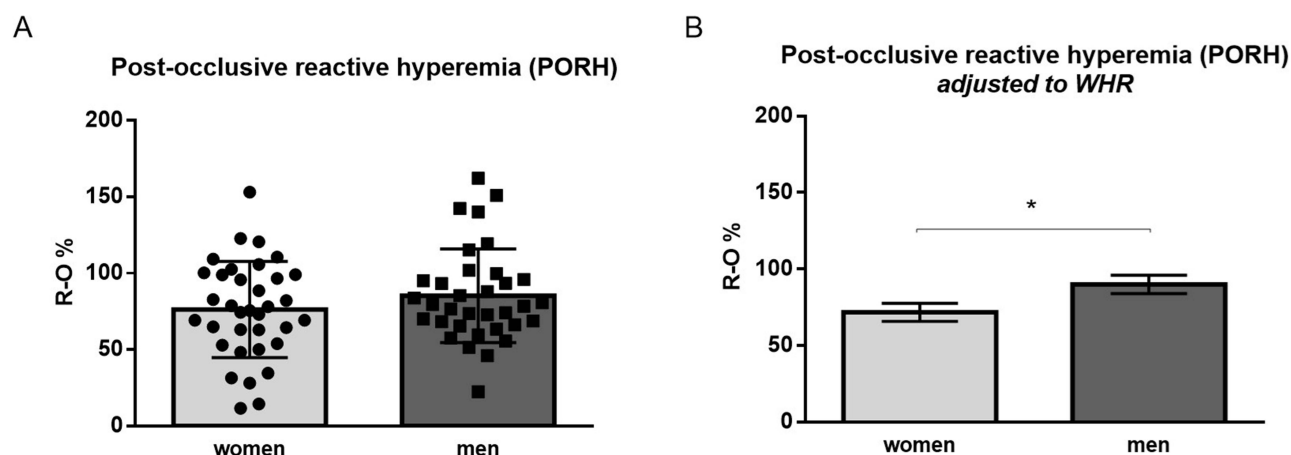 A
Post-occlusive reactive hyperemia (PORH)
200
150
100
50
0
R-O %
women
men
B
Post-occlusive reactive hyperemia (PORH)
adjusted to WHR
200
150
100
50
0
R-O %
*
women
men